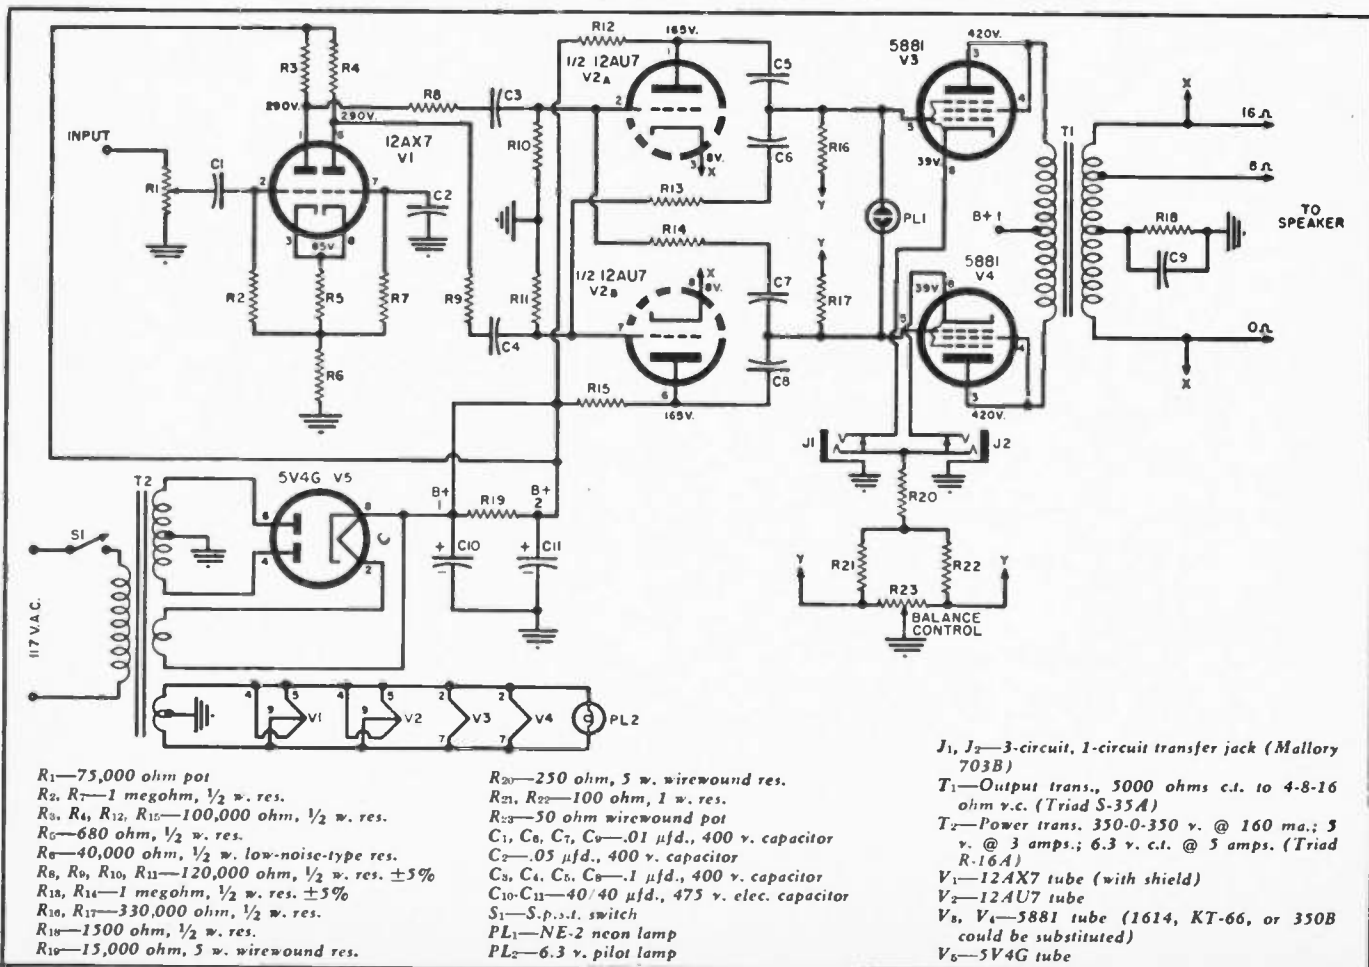 R12
165V.
1
420V.
3
R3
R4
1/2 12AU7
V2A
C5
5881
V3
X
290V.
R8
C3
2
4
T1
16Ω
INPUT
290V.
1
6
12AX7
V1
R10
C6
R16
5
39V.
8
8Ω
R1
C1
2
7
C2
3
8V.
X
R13
Y
PL1
B+1
R18
TO
SPEAKER
3
65V.
8
R14
Y
C9
R2
R5
R7
R9
R11
1/2 12AU7
V2B
X
8
8V.
C7
R17
39V.
8
5881
V4
C4
7
5
4
0Ω
R6
R15
6
165V.
C8
3
420V.
X
J1
J2
T2
5V4G V5
B+
1
R19
B+
2
R20
S1
6
4
8
2
+
C10
−
+
C11
−
R21
R22
Y
Y
R23
BALANCE
CONTROL
117 V.A.C.
4
5
9
V1
4
5
9
V2
2
7
V3
2
7
V4
PL2
R1—75,000 ohm pot
R2, R7—1 megohm, 1/2 w. res.
R3, R4, R12, R15—100,000 ohm, 1/2 w. res.
R5—680 ohm, 1/2 w. res.
R6—40,000 ohm, 1/2 w. low-noise-type res.
R8, R9, R10, R11—120,000 ohm, 1/2 w. res. ±5%
R13, R14—1 megohm, 1/2 w. res. ±5%
R16, R17—330,000 ohm, 1/2 w. res.
R18—1500 ohm, 1/2 w. res.
R19—15,000 ohm, 5 w. wirewound res.
R20—250 ohm, 5 w. wirewound res.
R21, R22—100 ohm, 1 w. res.
R23—50 ohm wirewound pot
C1, C6, C7, C9—.01 μfd., 400 v. capacitor
C2—.05 μfd., 400 v. capacitor
C3, C4, C5, C8—.1 μfd., 400 v. capacitor
C10-C11—40/40 μfd., 475 v. elec. capacitor
S1—S.p.s.t. switch
PL1—NE-2 neon lamp
PL2—6.3 v. pilot lamp
J1, J2—3-circuit, 1-circuit transfer jack (Mallory
703B)
T1—Output trans., 5000 ohms c.t. to 4-8-16
ohm v.c. (Triad S-35A)
T2—Power trans. 350-0-350 v. @ 160 ma.; 5
v. @ 3 amps.; 6.3 v. c.t. @ 5 amps. (Triad
R-16A)
V1—12AX7 tube (with shield)
V2—12AU7 tube
V3, V4—5881 tube (1614, KT-66, or 350B
could be substituted)
V5—5V4G tube